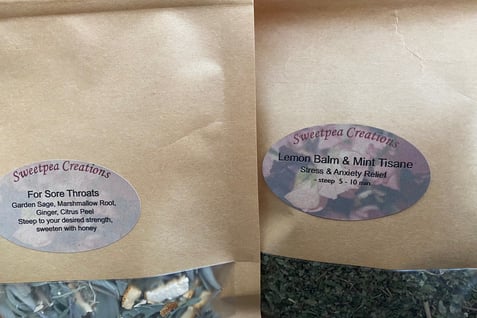 Sweetpea Creations
For Sore Throats
Garden Sage, Marshmallow Root,
Ginger, Citrus Peel
Steep to your desired strength,
sweeten with honey
Sweetpea Creations
Lemon Balm & Mint Tisane
Stress & Anxiety Relief
- steep 5 - 10 min